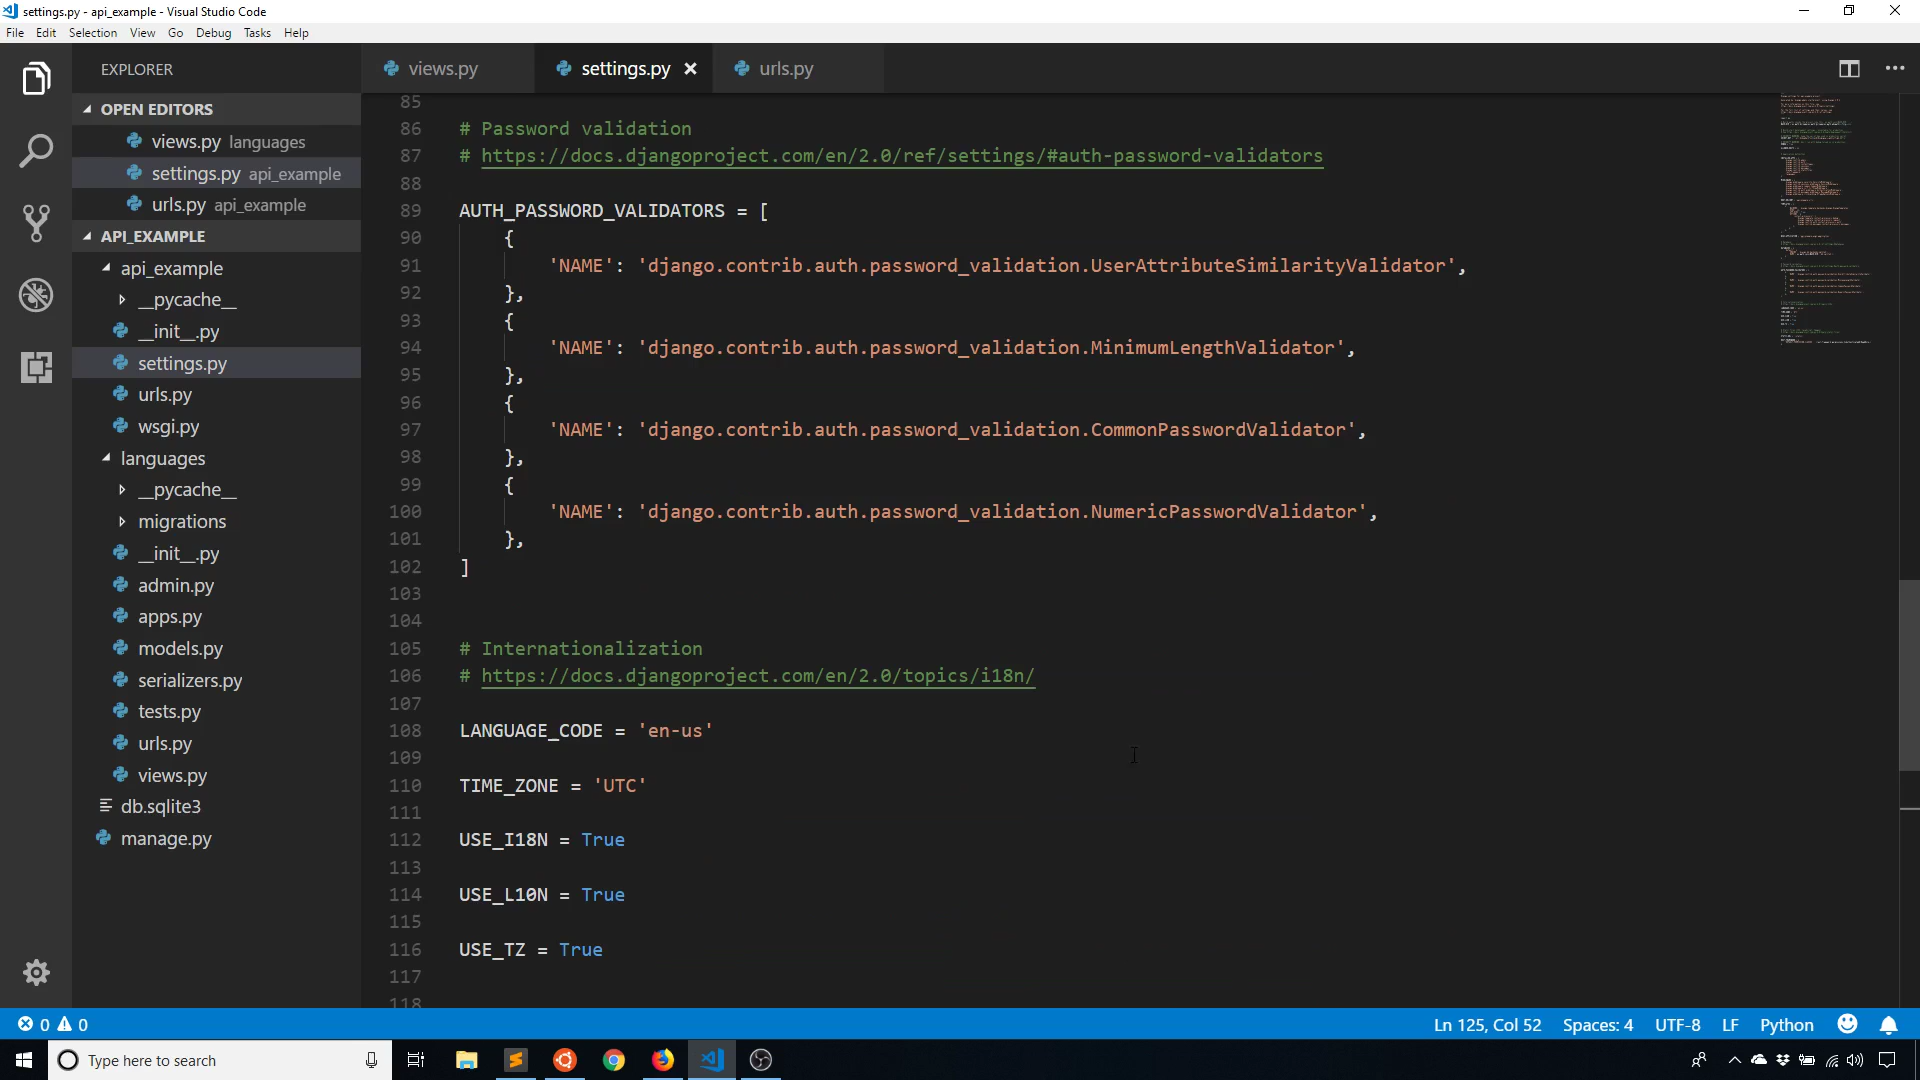 settings.py - api_example - Visual Studio Code
File Edit Selection View Go Debug Tasks Help
EXPLORER
OPEN EDITORS
views.py languages
settings.py api_example
urls.py api_example
API_EXAMPLE
api_example
__pycache__
__init__.py
settings.py
urls.py
wsgi.py
languages
__pycache__
migrations
__init__.py
admin.py
apps.py
models.py
serializers.py
tests.py
urls.py
views.py
db.sqlite3
manage.py
views.py settings.py urls.py
85
86 # Password validation
87 # https://docs.djangoproject.com/en/2.0/ref/settings/#auth-password-validators
88
89 AUTH_PASSWORD_VALIDATORS = [
90 {
91 'NAME': 'django.contrib.auth.password_validation.UserAttributeSimilarityValidator',
92 },
93 {
94 'NAME': 'django.contrib.auth.password_validation.MinimumLengthValidator',
95 },
96 {
97 'NAME': 'django.contrib.auth.password_validation.CommonPasswordValidator',
98 },
99 {
100 'NAME': 'django.contrib.auth.password_validation.NumericPasswordValidator',
101 },
102 ]
103
104
105 # Internationalization
106 # https://docs.djangoproject.com/en/2.0/topics/i18n/
107
108 LANGUAGE_CODE = 'en-us'
109
110 TIME_ZONE = 'UTC'
111
112 USE_I18N = True
113
114 USE_L10N = True
115
116 USE_TZ = True
117
118
0 0 Ln 125, Col 52 Spaces: 4 UTF-8 LF Python
Type here to search